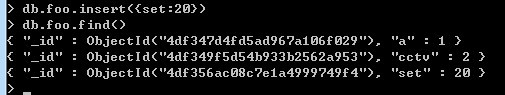 > db.foo.insert({set:20})
> db.foo.find()
{ "_id" : ObjectId("4df347d4fd5ad967a106f029"), "a" : 1 }
{ "_id" : ObjectId("4df349f5d54b933b2562a953"), "cctv" : 2 }
{ "_id" : ObjectId("4df356ac08c7e1a4999749f4"), "set" : 20 }
>